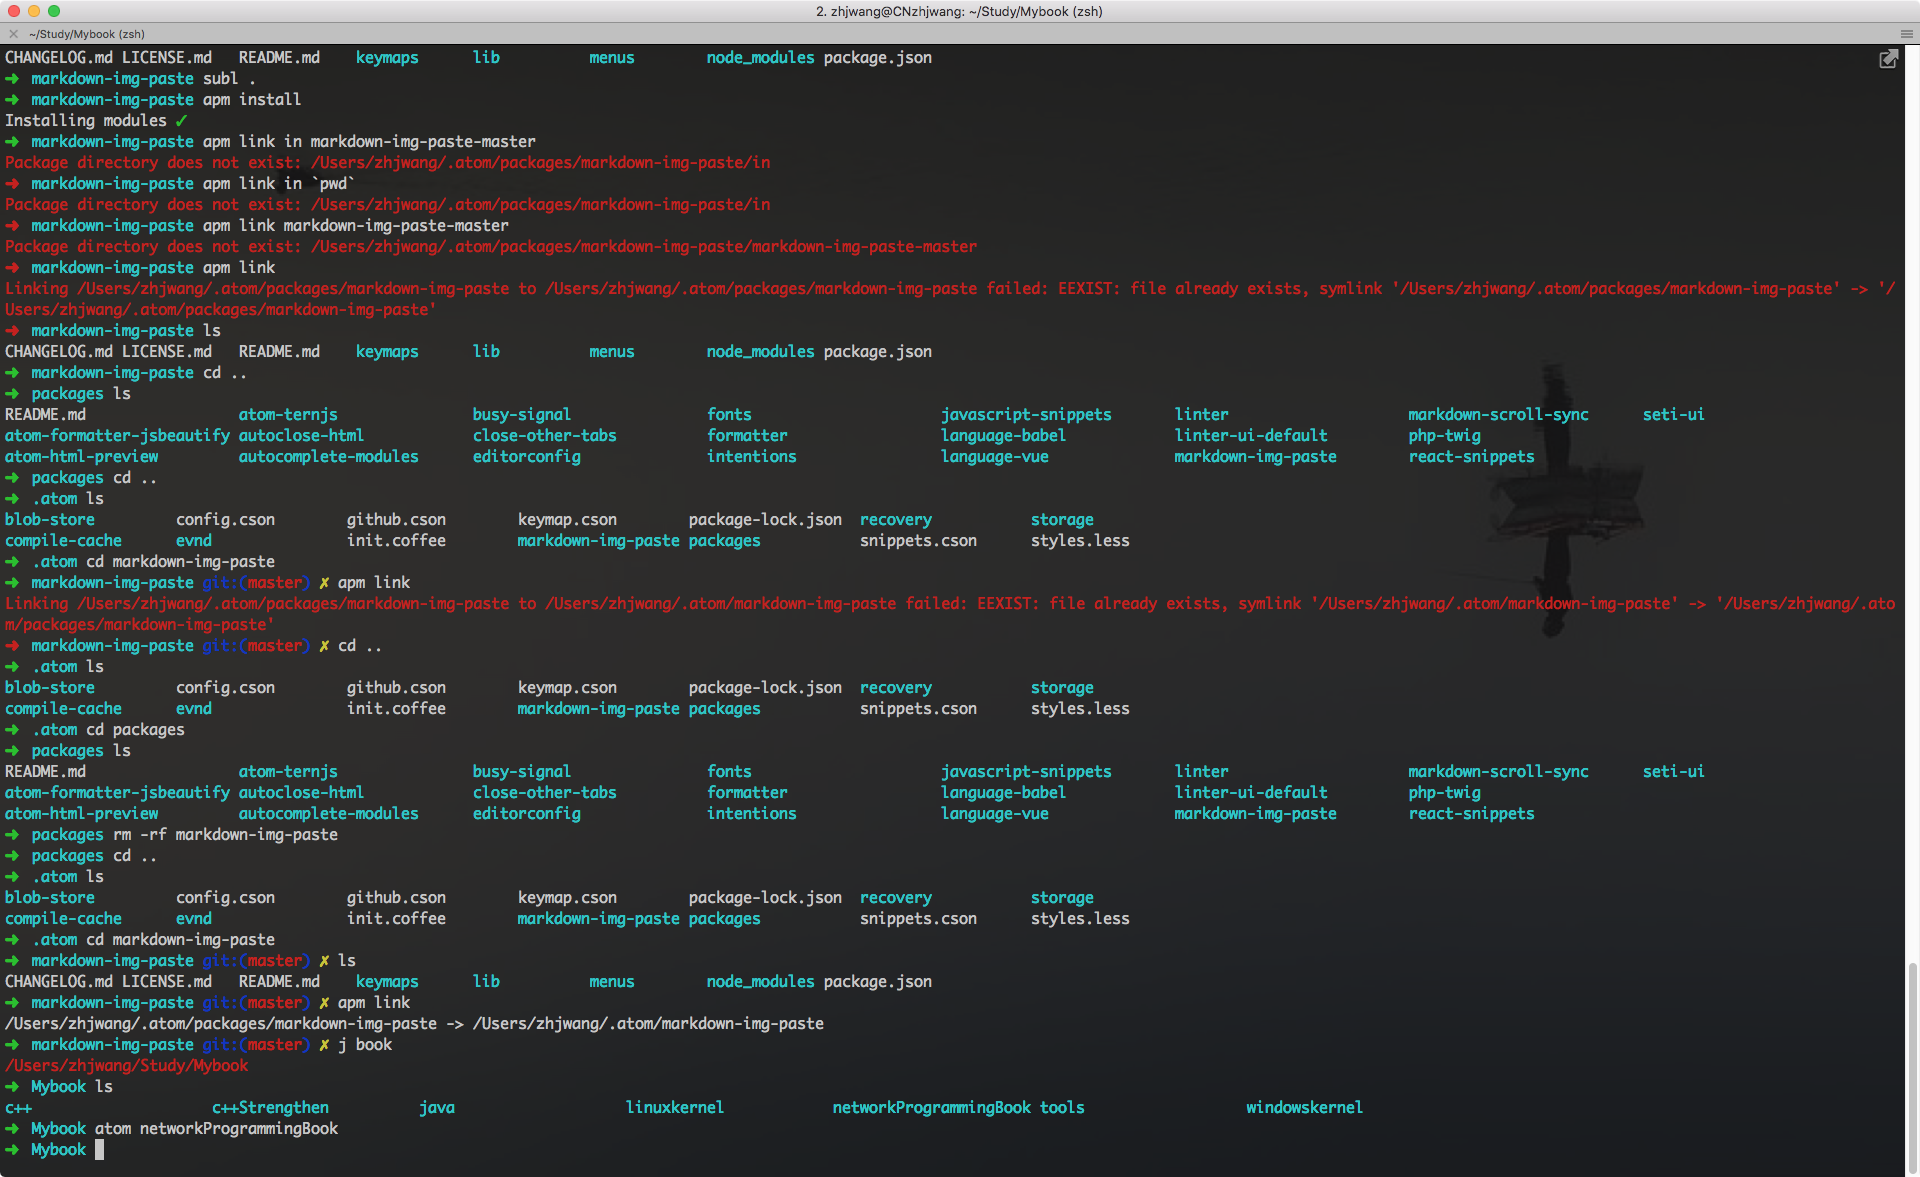 2. zhjwang@CNzhjwang: ~/Study/Mybook (zsh)
~/Study/Mybook (zsh)
CHANGELOG.md LICENSE.md README.md keymaps lib menus node_modules package.json
➜ markdown-img-paste subl .
➜ markdown-img-paste apm install
Installing modules ✓
➜ markdown-img-paste apm link in markdown-img-paste-master
Package directory does not exist: /Users/zhjwang/.atom/packages/markdown-img-paste/in
➜ markdown-img-paste apm link in `pwd`
Package directory does not exist: /Users/zhjwang/.atom/packages/markdown-img-paste/in
➜ markdown-img-paste apm link markdown-img-paste-master
Package directory does not exist: /Users/zhjwang/.atom/packages/markdown-img-paste/markdown-img-paste-master
➜ markdown-img-paste apm link
Linking /Users/zhjwang/.atom/packages/markdown-img-paste to /Users/zhjwang/.atom/packages/markdown-img-paste failed: EEXIST: file already exists, symlink '/Users/zhjwang/.atom/packages/markdown-img-paste' -> '/
Users/zhjwang/.atom/packages/markdown-img-paste'
➜ markdown-img-paste ls
CHANGELOG.md LICENSE.md README.md keymaps lib menus node_modules package.json
➜ markdown-img-paste cd ..
➜ packages ls
README.md atom-ternjs busy-signal fonts javascript-snippets linter markdown-scroll-sync seti-ui
atom-formatter-jsbeautify autoclose-html close-other-tabs formatter language-babel linter-ui-default php-twig
atom-html-preview autocomplete-modules editorconfig intentions language-vue markdown-img-paste react-snippets
➜ packages cd ..
➜ .atom ls
blob-store config.cson github.cson keymap.cson package-lock.json recovery storage
compile-cache evnd init.coffee markdown-img-paste packages snippets.cson styles.less
➜ .atom cd markdown-img-paste
➜ markdown-img-paste git:(master) ✗ apm link
Linking /Users/zhjwang/.atom/packages/markdown-img-paste to /Users/zhjwang/.atom/markdown-img-paste failed: EEXIST: file already exists, symlink '/Users/zhjwang/.atom/markdown-img-paste' -> '/Users/zhjwang/.ato
m/packages/markdown-img-paste'
➜ markdown-img-paste git:(master) ✗ cd ..
➜ .atom ls
blob-store config.cson github.cson keymap.cson package-lock.json recovery storage
compile-cache evnd init.coffee markdown-img-paste packages snippets.cson styles.less
➜ .atom cd packages
➜ packages ls
README.md atom-ternjs busy-signal fonts javascript-snippets linter markdown-scroll-sync seti-ui
atom-formatter-jsbeautify autoclose-html close-other-tabs formatter language-babel linter-ui-default php-twig
atom-html-preview autocomplete-modules editorconfig intentions language-vue markdown-img-paste react-snippets
➜ packages rm -rf markdown-img-paste
➜ packages cd ..
➜ .atom ls
blob-store config.cson github.cson keymap.cson package-lock.json recovery storage
compile-cache evnd init.coffee markdown-img-paste packages snippets.cson styles.less
➜ .atom cd markdown-img-paste
➜ markdown-img-paste git:(master) ✗ ls
CHANGELOG.md LICENSE.md README.md keymaps lib menus node_modules package.json
➜ markdown-img-paste git:(master) ✗ apm link
/Users/zhjwang/.atom/packages/markdown-img-paste -> /Users/zhjwang/.atom/markdown-img-paste
➜ markdown-img-paste git:(master) ✗ j book
/Users/zhjwang/Study/Mybook
➜ Mybook ls
c++ c++Strengthen java linuxkernel networkProgrammingBook tools windowskernel
➜ Mybook atom networkProgrammingBook
➜ Mybook